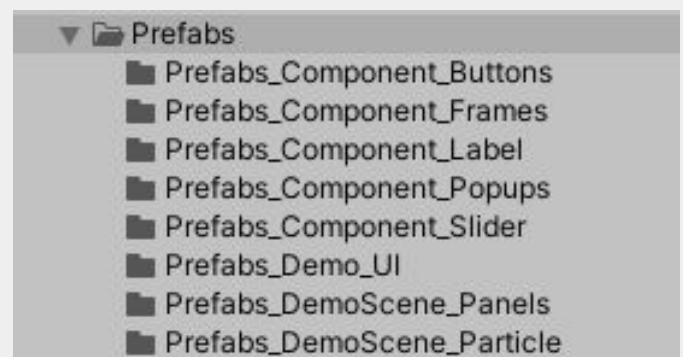 Prefabs
Prefabs_Component_Buttons
Prefabs_Component_Frames
Prefabs_Component_Label
Prefabs_Component_Popups
Prefabs_Component_Slider
Prefabs_Demo_UI
Prefabs_DemoScene_Panels
Prefabs_DemoScene_Particle